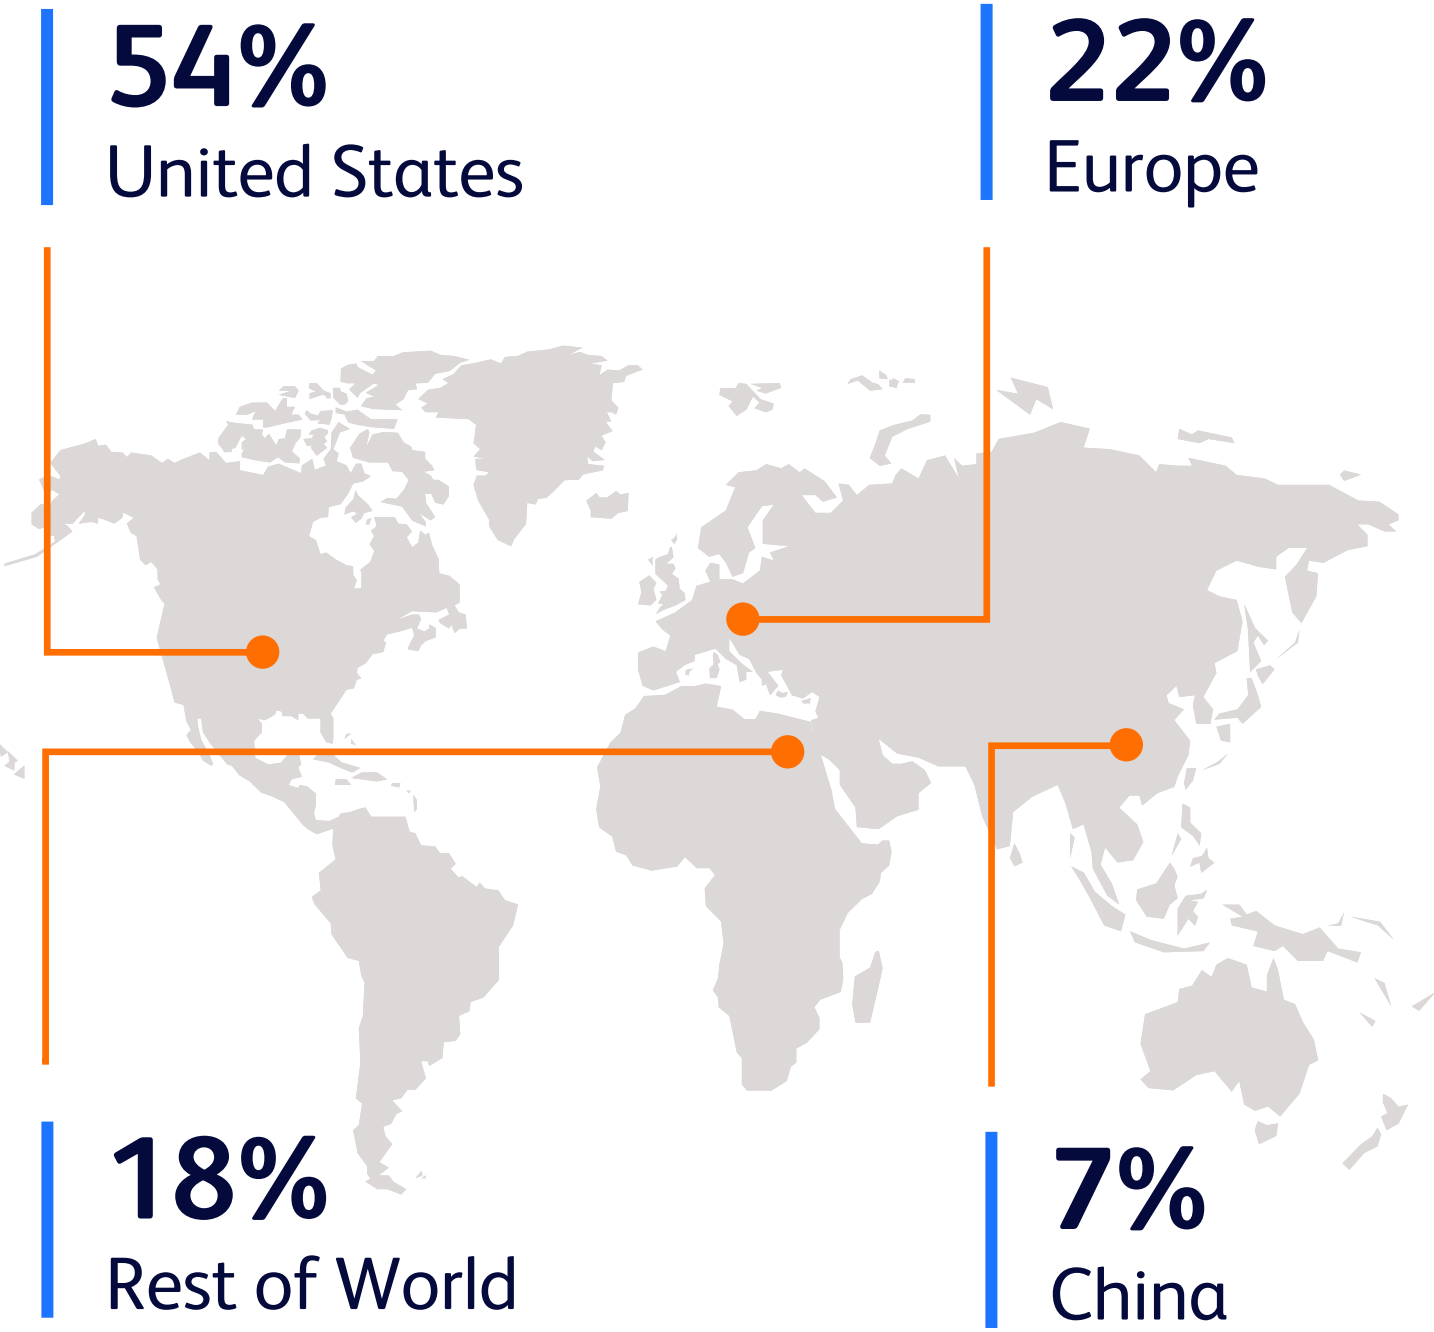 54%
United States
22%
Europe
18%
Rest of World
7%
China